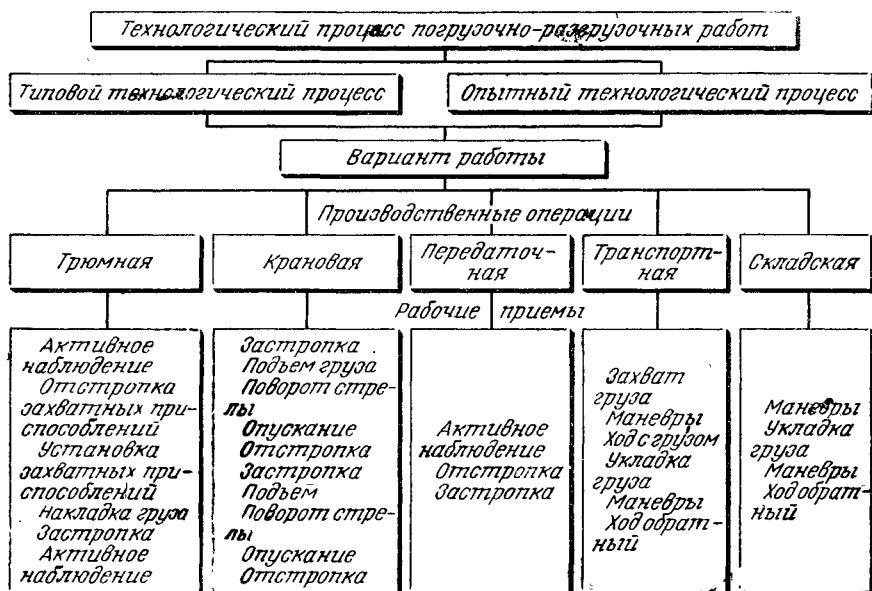 Технологический процесс погрузочно-разгрузочных работ
Типовой технологический процесс
Опытный технологический процесс
Вариант работы
Производственные операции
Трюмная
Крановая
Передаточ-
ная
Транспорт-
ная
Складская
Рабочие приемы
Активное
наблюдение
Отстропка
захватных при-
способлений
Установка
захватных при-
способлений
Накладка груза
Застропка
Активное
наблюдение
Застропка
Подъем груза
Поворот стре-
лы
Опускание
Отстропка
Застропка
Подъем
Поворот стре-
лы
Опускание
Отстропка
Активное
наблюдение
Отстропка
Застропка
Захват
груза
Маневры
Ход с грузом
Укладка
груза
Маневры
Ход обрат-
ный
Маневры
Укладка
груза
Маневры
Ход обрат-
ный